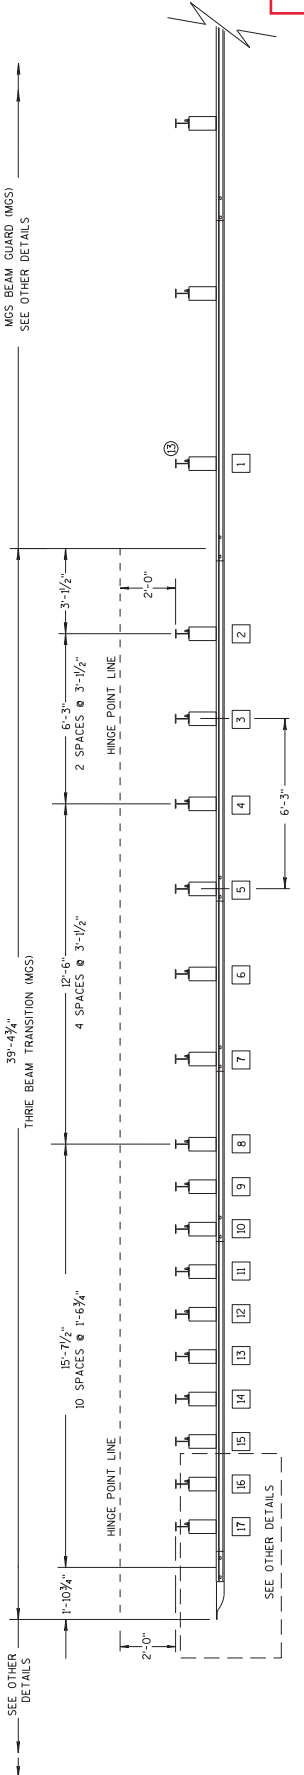 SEE OTHER
DETAILS
39'-4¾"
THRIE BEAM TRANSITION (MGS)
MGS BEAM GUARD (MGS)
SEE OTHER DETAILS
1'-10¾"
15'-7½"
10 SPACES @ 1'-6¾"
12'-6"
4 SPACES @ 3'-1½"
6'-3"
2 SPACES @ 3'-1½"
3'-1½"
HINGE POINT LINE
HINGE POINT LINE
2'-0"
2'-0"
13
17
16
15
14
13
12
11
10
9
8
7
6
5
4
3
2
1
SEE OTHER DETAILS
6'-3"